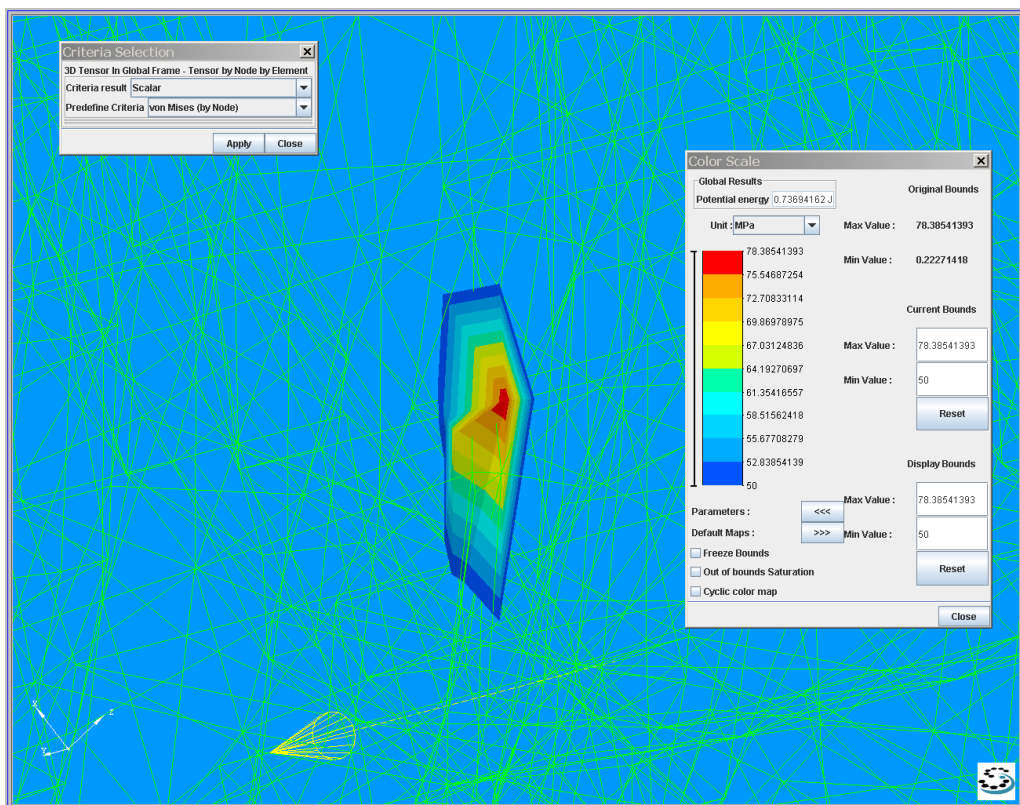 Criteria Selection
3D Tensor In Global Frame - Tensor by Node by Element
Criteria result Scalar
Predefine Criteria von Mises (by Node)
Apply Close
Color Scale
Global Results
Potential energy 0.73694162 J
Original Bounds
Unit : MPa
Max Value : 78.38541393
Min Value : 0.22271418
78.38541393
75.54687254
72.70833114
69.86978975
67.03124836
64.19270697
61.35416557
58.51562418
55.67708279
52.83854139
50
Current Bounds
Max Value : 78.38541393
Min Value : 50
Reset
Display Bounds
Max Value : 78.38541393
Min Value : 50
Reset
Parameters : <<<
Default Maps : >>>
Freeze Bounds
Out of bounds Saturation
Cyclic color map
Close
X
Z
Y